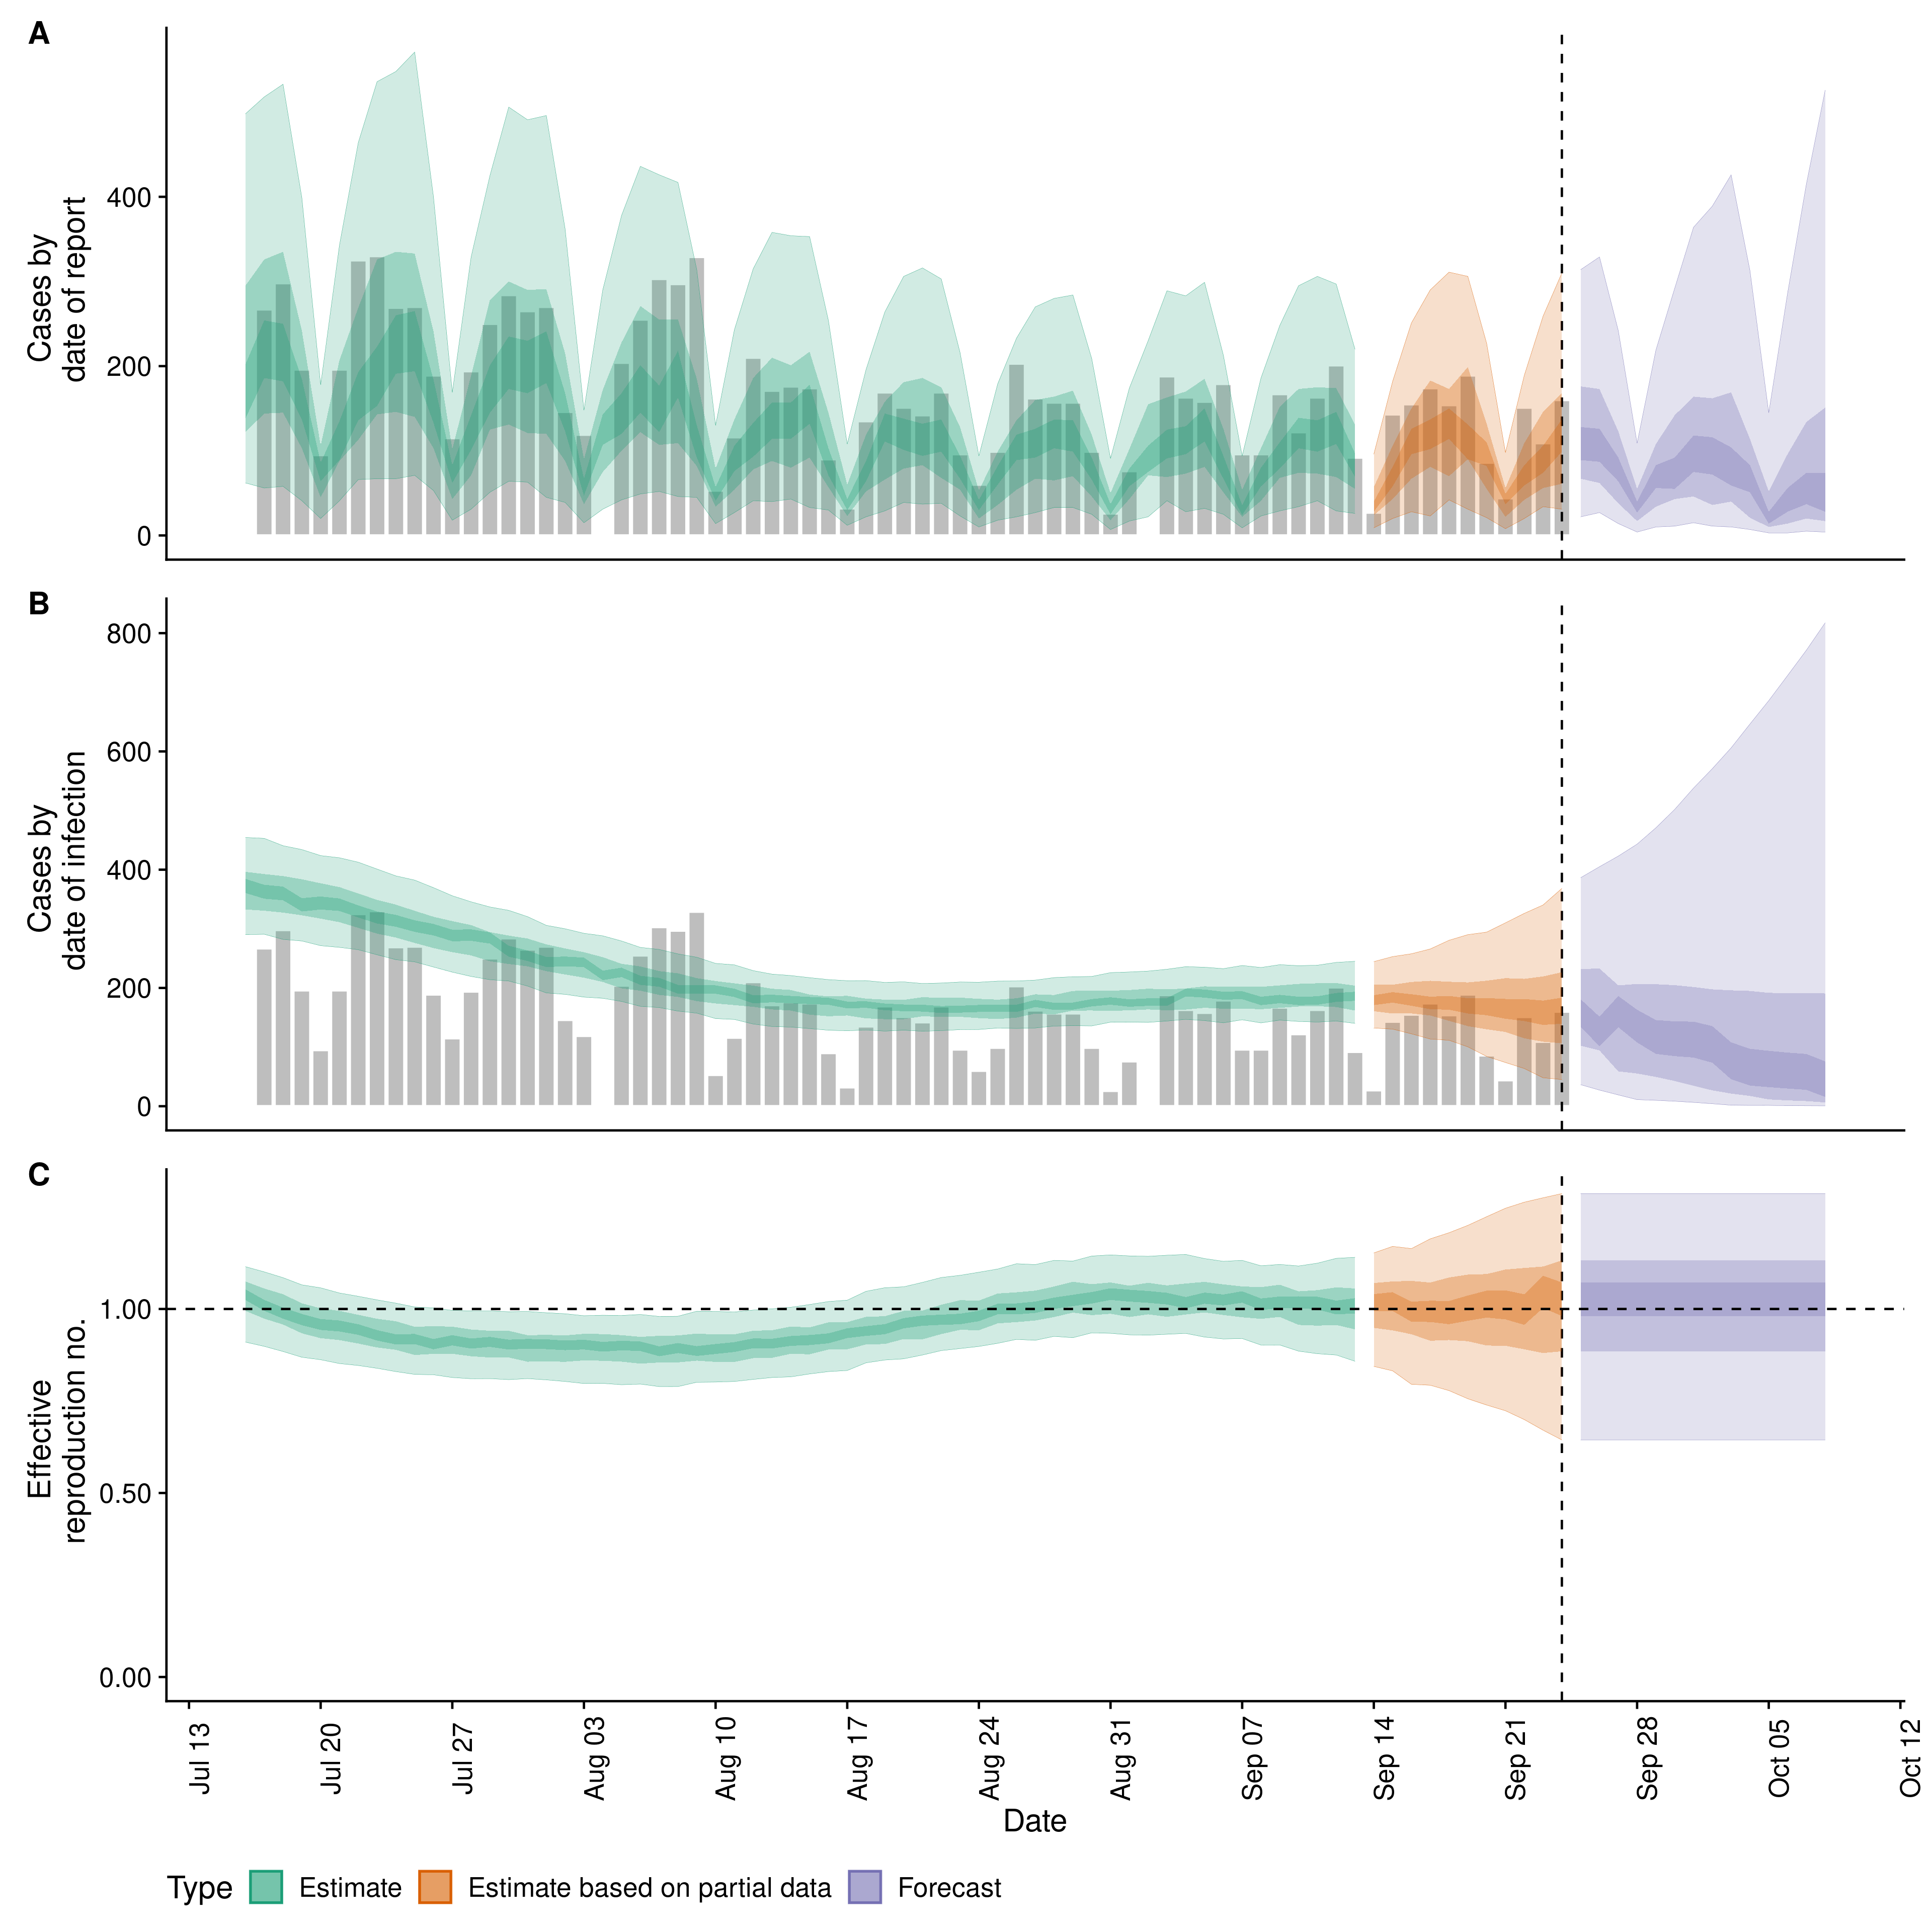 A
Cases by
date of report
400
200
0
B
Cases by
date of infection
800
600
400
200
0
C
Effective
reproduction no.
1.00
0.50
0.00
Jul 13
Jul 20
Jul 27
Aug 03
Aug 10
Aug 17
Aug 24
Aug 31
Sep 07
Sep 14
Sep 21
Sep 28
Oct 05
Oct 12
Date
Type Estimate Estimate based on partial data Forecast